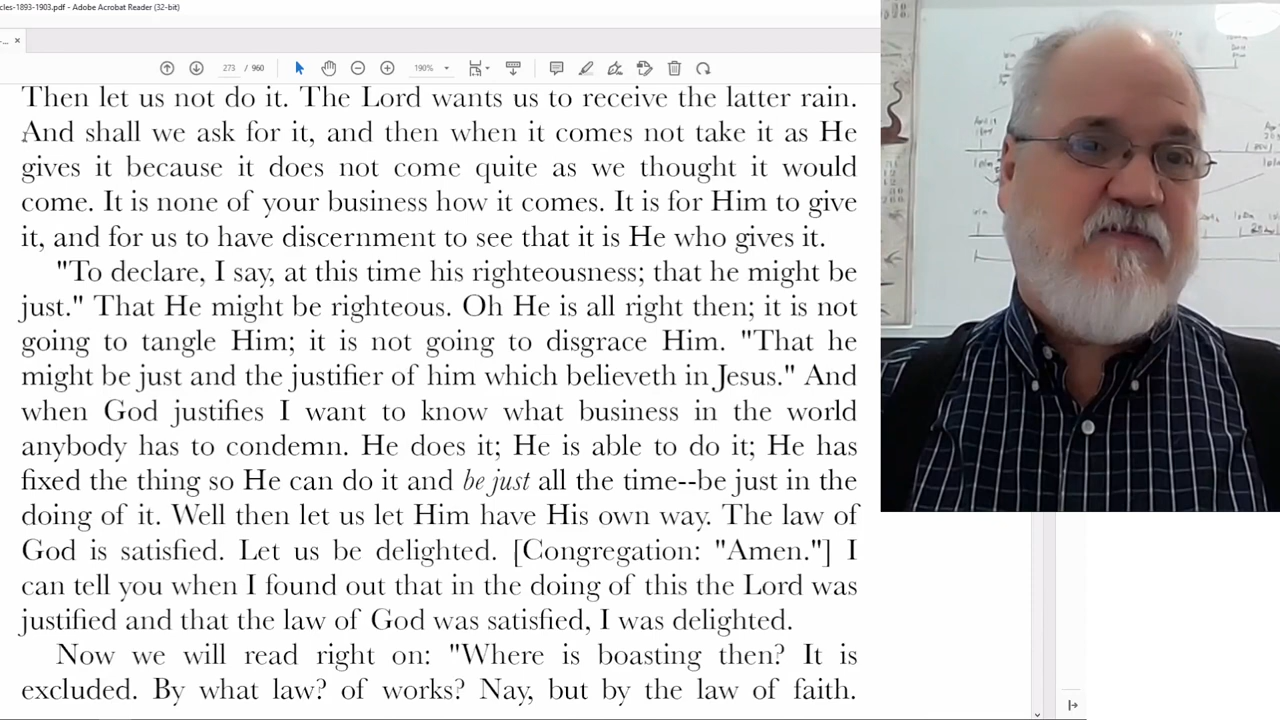 cles-1893-1903.pdf - Adobe Acrobat Reader (32-bit)
273 / 960
190%
Then let us not do it. The Lord wants us to receive the latter rain.
And shall we ask for it, and then when it comes not take it as He
gives it because it does not come quite as we thought it would
come. It is none of your business how it comes. It is for Him to give
it, and for us to have discernment to see that it is He who gives it.
"To declare, I say, at this time his righteousness; that he might be
just." That He might be righteous. Oh He is all right then; it is not
going to tangle Him; it is not going to disgrace Him. "That he
might be just and the justifier of him which believeth in Jesus." And
when God justifies I want to know what business in the world
anybody has to condemn. He does it; He is able to do it; He has
fixed the thing so He can do it and be just all the time--be just in the
doing of it. Well then let us let Him have His own way. The law of
God is satisfied. Let us be delighted. [Congregation: "Amen."] I
can tell you when I found out that in the doing of this the Lord was
justified and that the law of God was satisfied, I was delighted.
Now we will read right on: "Where is boasting then? It is
excluded. By what law? of works? Nay, but by the law of faith.